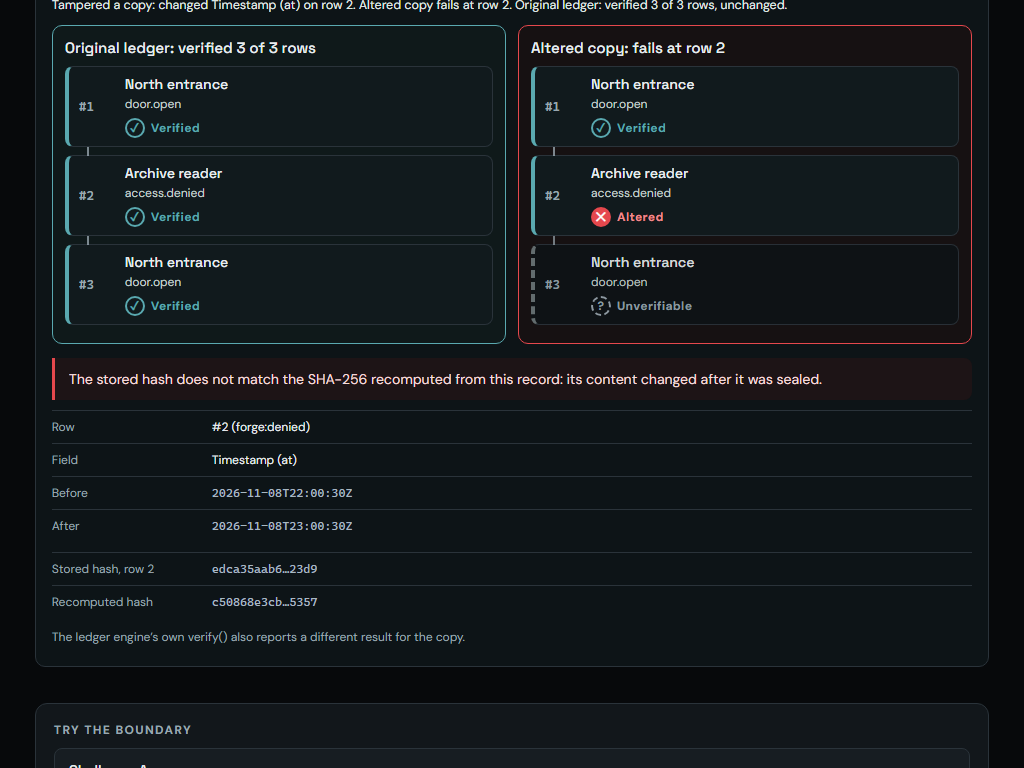 Tampered a copy: changed Timestamp (at) on row 2. Altered copy fails at row 2. Original ledger: verified 3 of 3 rows, unchanged.
Original ledger: verified 3 of 3 rows
#1
North entrance
door.open
Verified
#2
Archive reader
access.denied
Verified
#3
North entrance
door.open
Verified
Altered copy: fails at row 2
#1
North entrance
door.open
Verified
#2
Archive reader
access.denied
Altered
#3
North entrance
door.open
? Unverifiable
The stored hash does not match the SHA-256 recomputed from this record: its content changed after it was sealed.
Row #2 (forge:denied)
Field Timestamp (at)
Before 2026-11-08T22:00:30Z
After 2026-11-08T23:00:30Z
Stored hash, row 2 edca35aab6…23d9
Recomputed hash c50868e3cb…5357
The ledger engine’s own verify() also reports a different result for the copy.
TRY THE BOUNDARY